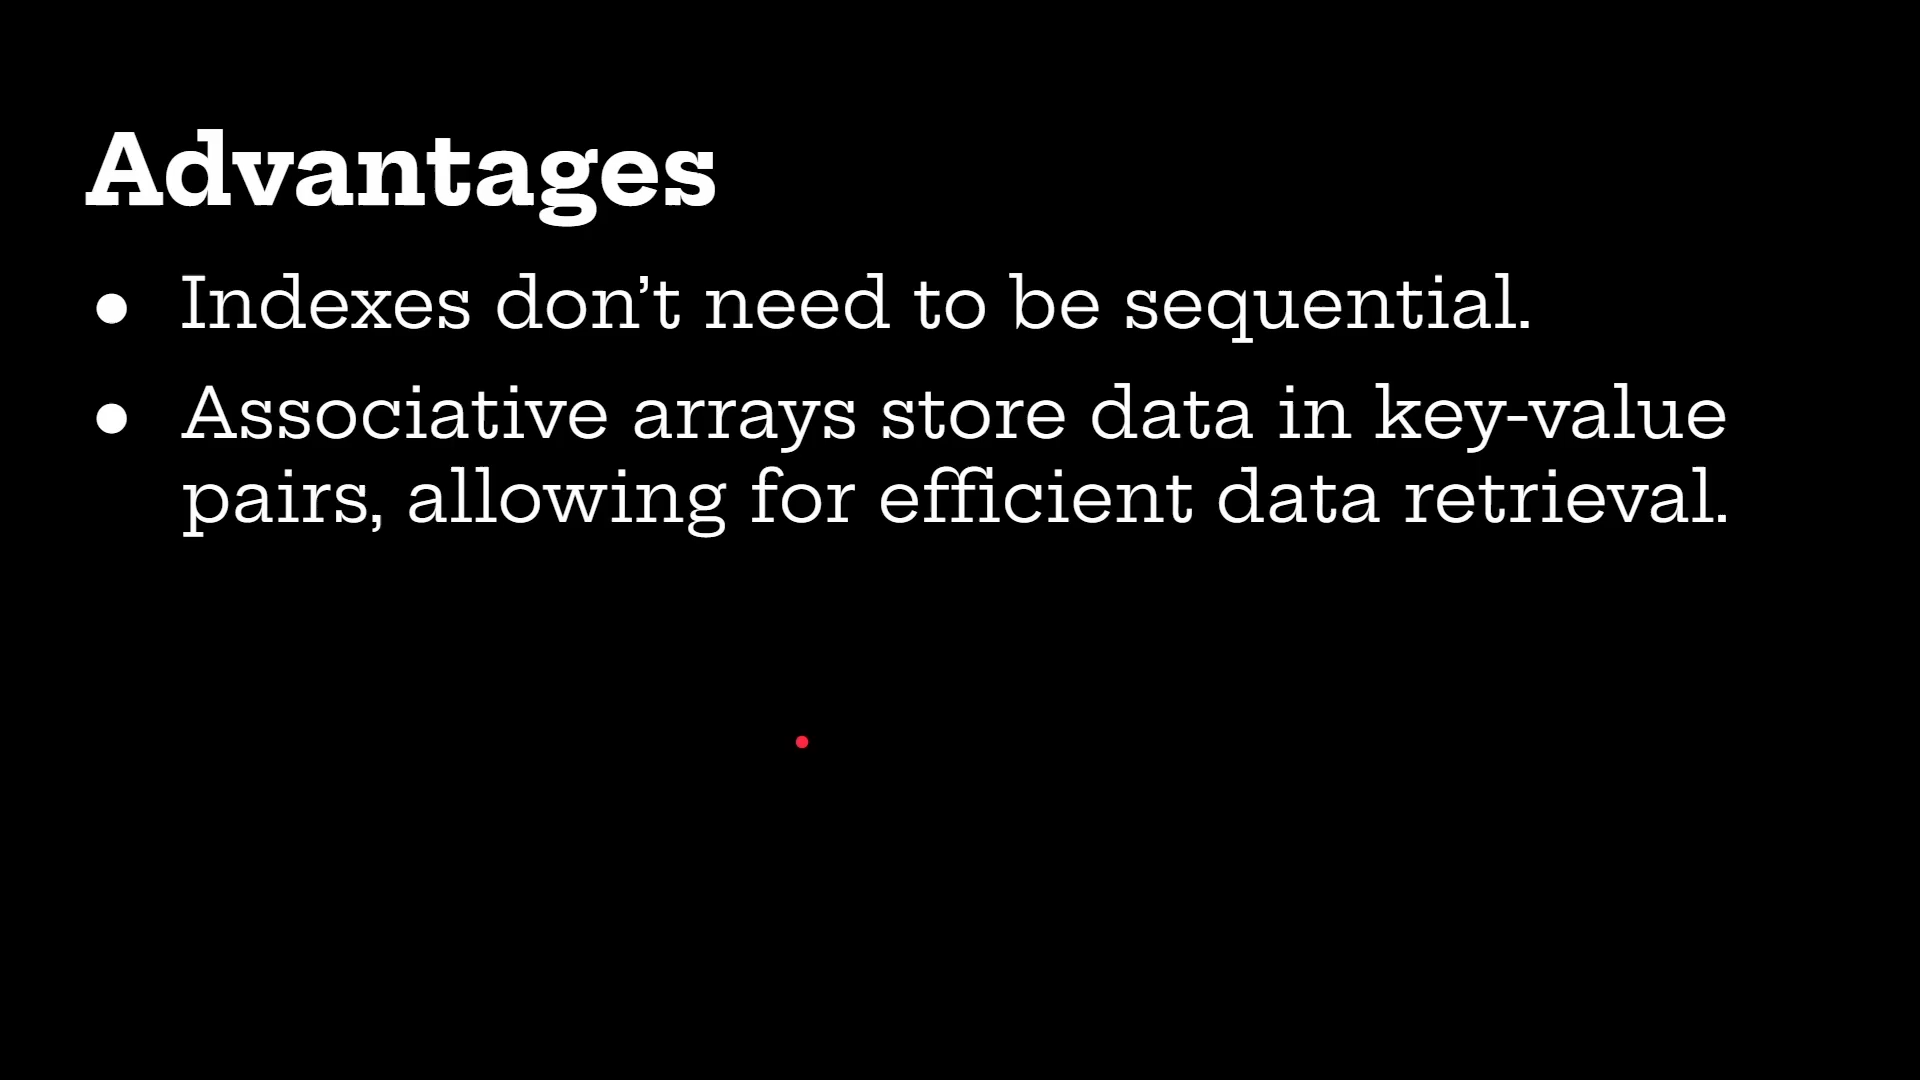 Advantages
● Indexes don’t need to be sequential.
● Associative arrays store data in key-value
pairs, allowing for efficient data retrieval.